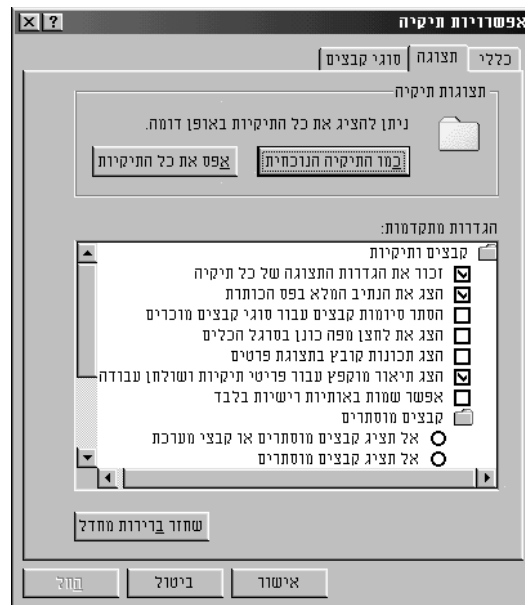 אפשרויות תיקיה
כללי תצוגה סוגי קבצים
תצוגות תיקיה
ניתן להציג את כל התיקיות באופן דומה.
כמו התיקיה הנוכחית אפס את כל התיקיות
הגדרות מתקדמות:
קבצים ותיקיות
זכור את הגדרות התצוגה של כל תיקיה
הצג את הנתיב המלא בפס הכותרת
הסתר סיומות קבצים עבור סוגי קבצים מוכרים
הצג את לחצן מפה כונן בסרגל הכלים
הצג תכונות קובץ בתצוגת פרטים
הצג תיאור מוקפץ עבור פריטי תיקיות ושולחן עבודה
אפשר שמות באותיות רישיות בלבד
קבצים מוסתרים
אל תציג קבצים מוסתרים או קבצי מערכת
אל תציג קבצים מוסתרים
שחזר ברירות מחדל
אישור ביטול החל